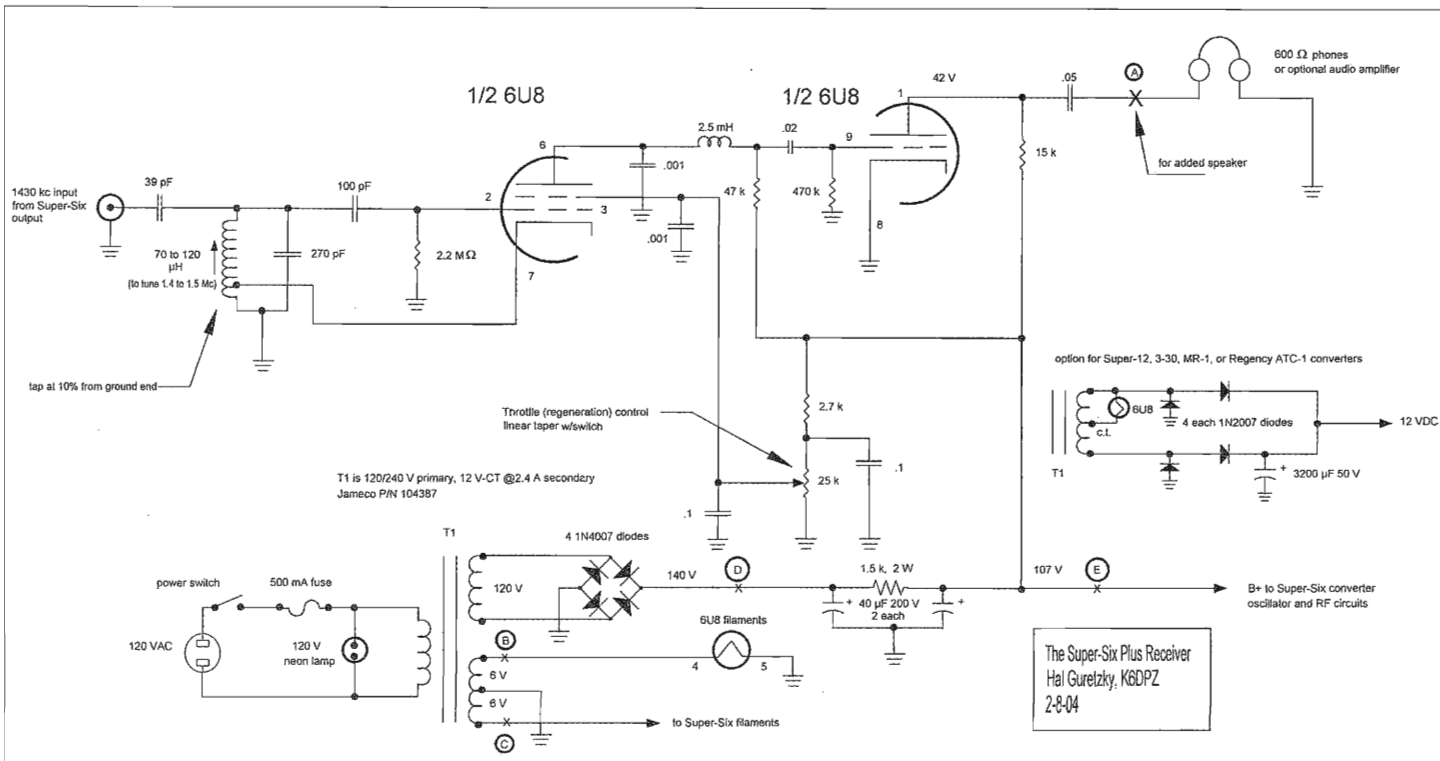 600 Ω phones
or optional audio amplifier
A
42 V
.05
1/2 6U8
1/2 6U8
1
2.5 mH
.02
9
15 k
for added speaker
6
.001
47 k
470 k
8
1430 kc input
from Super-Six
output
39 pF
100 pF
2
3
.001
70 to 120
µH
(to tune 1.4 to 1.5 Mc)
270 pF
2.2 MΩ
7
tap at 10% from ground end
option for Super-12, 3-30, MR-1, or Regency ATC-1 converters
Throttle (regeneration) control
linear taper w/switch
2.7 k
6U8
c.t.
4 each 1N2007 diodes
12 VDC
T1
+
3200 µF 50 V
T1 is 120/240 V primary, 12 V-CT @2.4 A secondary
Jameco P/N 104387
25 k
.1
.1
T1
4 1N4007 diodes
power switch
500 mA fuse
120 V
140 V
D
1.5 k, 2 W
107 V
E
+
40 µF 200 V
2 each
+
B+ to Super-Six converter
oscillator and RF circuits
120 VAC
120 V
neon lamp
B
6U8 filaments
4
5
6 V
6 V
to Super-Six filaments
C
The Super-Six Plus Receiver
Hal Guretzky, K6DPZ
2-8-04